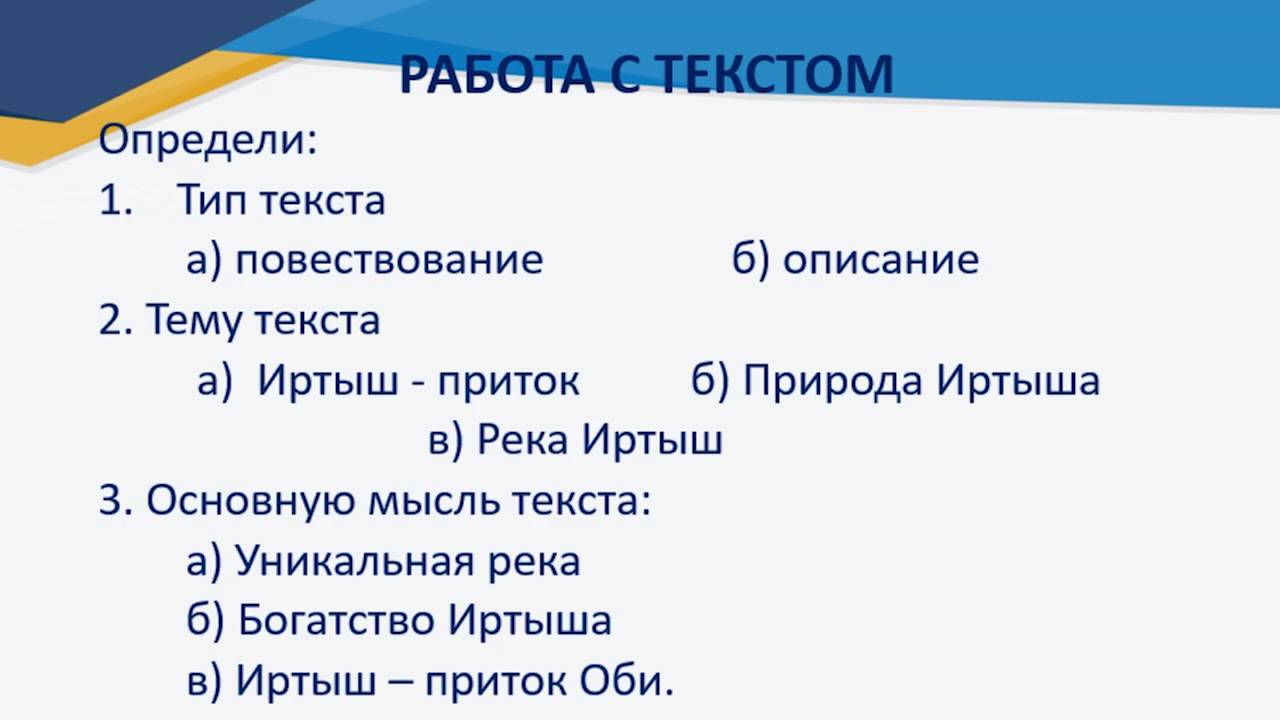 РАБОТА С ТЕКСТОМ
Определи:
1. Тип текста
а) повествование б) описание
2. Тему текста
а) Иртыш - приток б) Природа Иртыша
в) Река Иртыш
3. Основную мысль текста:
а) Уникальная река
б) Богатство Иртыша
в) Иртыш – приток Оби.